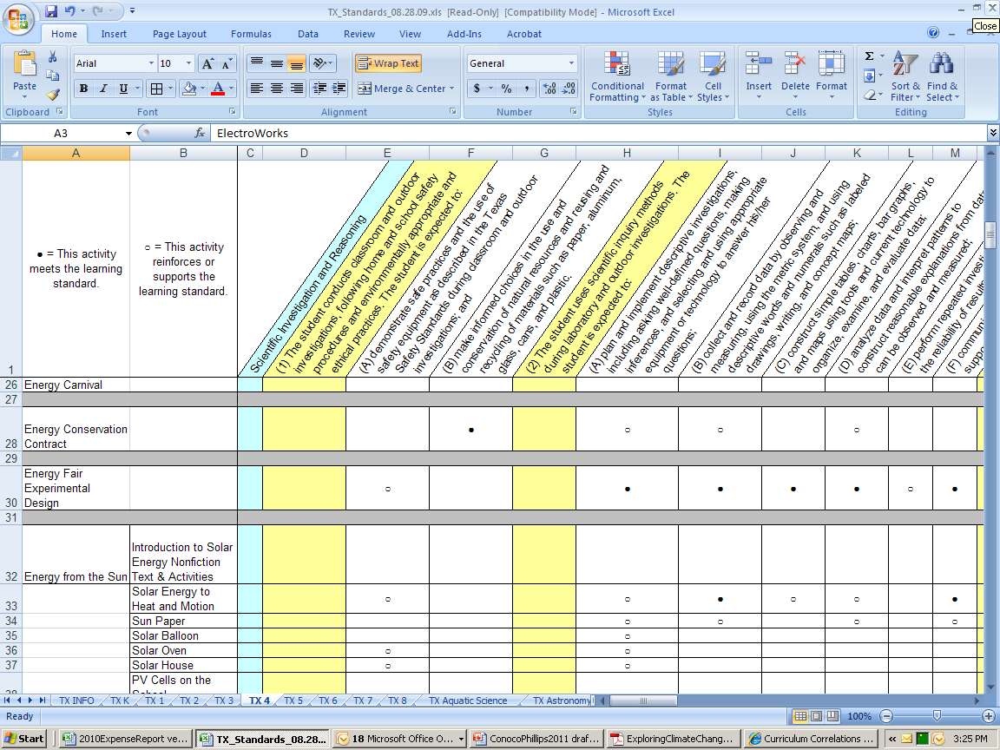 TX_Standards_08.28.09.xls [Read-Only] [Compatibility Mode] - Microsoft Excel
Close
Home Insert Page Layout Formulas Data Review View Add-Ins Acrobat
Paste
Arial 10
B I U
Wrap Text
Merge & Center
General
$ % ,
Conditional Formatting
Format as Table
Cell Styles
Insert Delete Format
Sort & Filter
Find & Select
Clipboard Font Alignment Number Styles Cells Editing
A3 fx ElectroWorks
A B C D E F G H I J K L M
1
● = This activity
meets the learning
standard.
○ = This activity
reinforces or
supports the
learning standard.
Scientific Investigation and Reasoning
(1) The student conducts classroom and outdoor
investigations, following home and school safety
procedures and environmentally appropriate and
ethical practices. The student is expected to:
(A) demonstrate safe practices and the use of
safety equipment as described in the Texas
Safety Standards during classroom and outdoor
investigations; and
(B) make informed choices in the use and
conservation of natural resources and reusing and
recycling of materials such as paper, aluminum,
glass, cans, and plastic.
(2) The student uses scientific inquiry methods
during laboratory and outdoor investigations. The
student is expected to:
(A) plan and implement descriptive investigations,
including asking well-defined questions, making
inferences, and selecting and using appropriate
equipment or technology to answer his/her
questions;
(B) collect and record data by observing and
measuring, using the metric system, and using
descriptive words and numerals such as labeled
drawings, writing, and concept maps;
(C) construct simple tables, charts, bar graphs,
and maps using tools and current technology to
organize, examine, and evaluate data;
(D) analyze data and interpret patterns to
construct reasonable explanations from
can be observed and measured;
(E) perform repeated
the reliability of
(F)
26 Energy Carnival
27
28 Energy Conservation
Contract ● ○ ○ ○
29
30 Energy Fair
Experimental
Design ○ ● ● ● ● ○ ●
31
32 Energy from the Sun Introduction to Solar
Energy Nonfiction
Text & Activities
33 Solar Energy to
Heat and Motion ○ ○ ● ○ ○ ●
34 Sun Paper ○ ○ ○ ○
35 Solar Balloon ○
36 Solar Oven ○ ○
37 Solar House ○ ○
PV Cells on the
TX INFO TX K TX 1 TX 2 TX 3 TX 4 TX 5 TX 6 TX 7 TX 8 TX Aquatic Science TX Astronomy
Ready 100%
Start 2010ExpenseReport ve... TX_Standards_08.28... 18 Microsoft Office O... ConocoPhillips2011 draf... ExploringClimateChang... Curriculum Correlations ... 3:25 PM